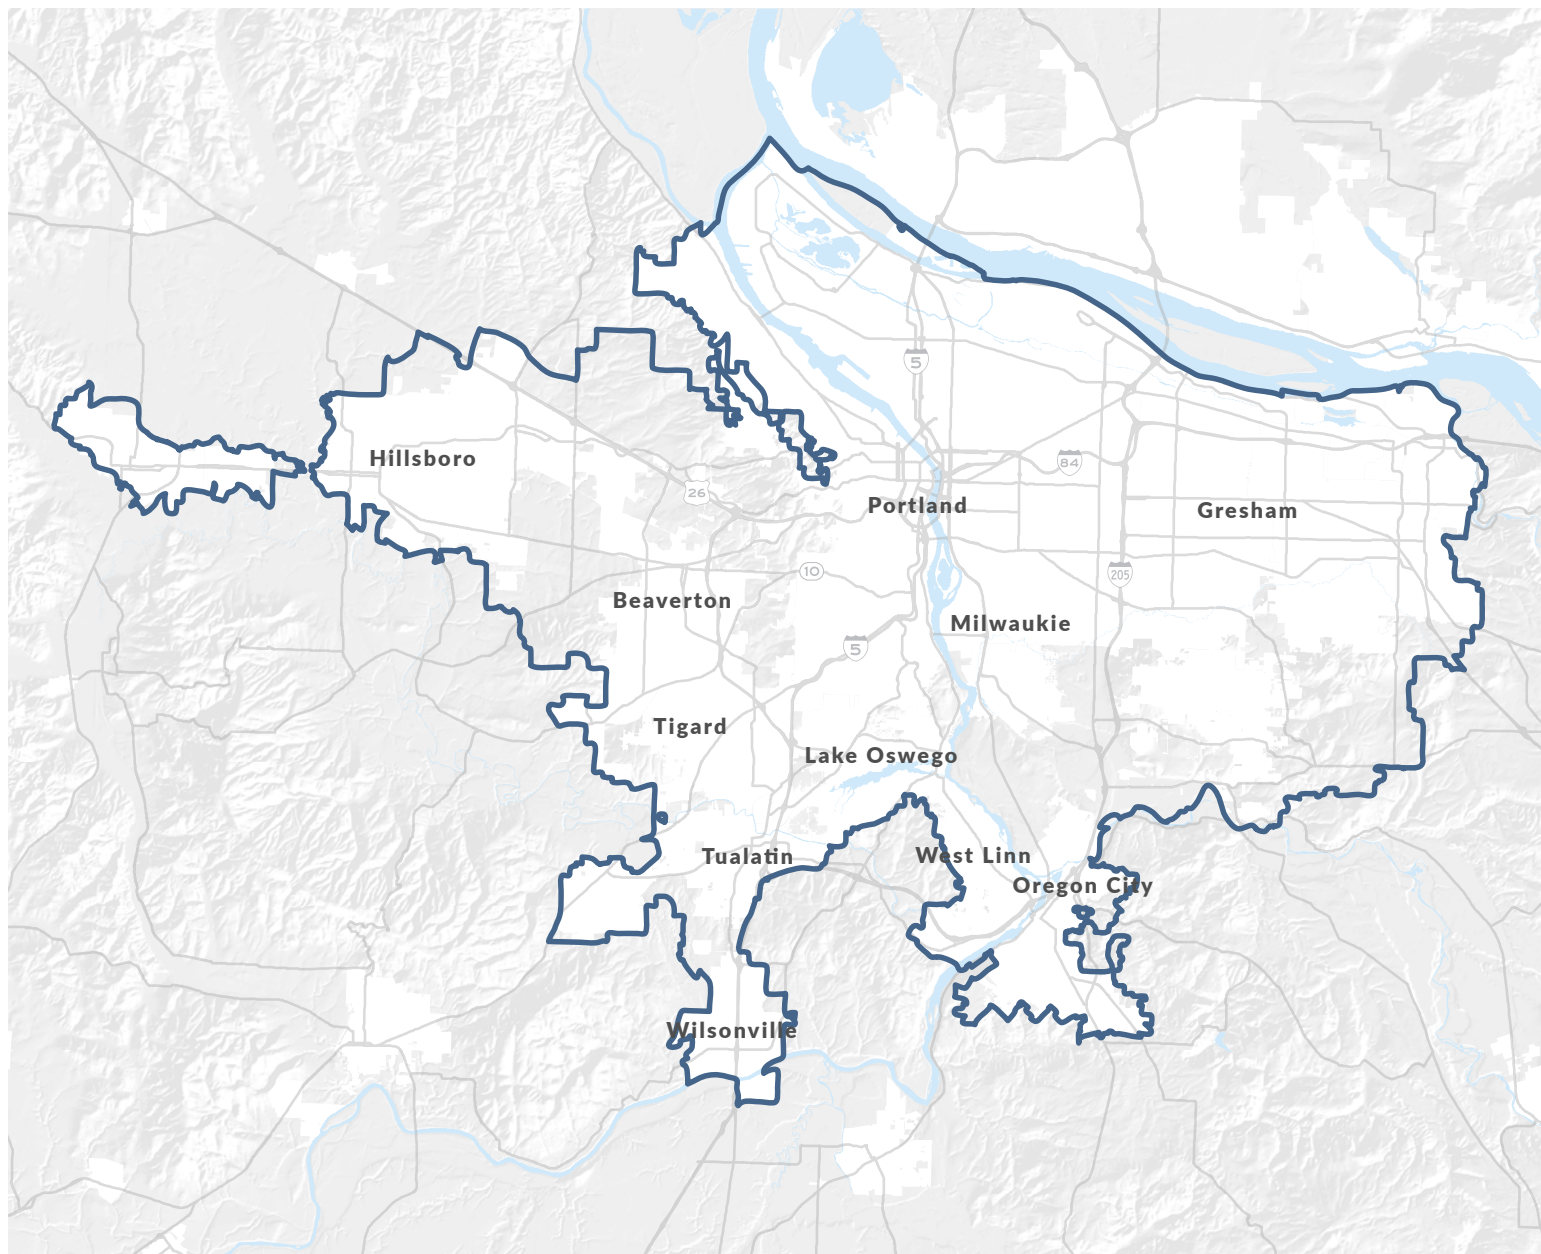 5
Hillsboro
84
26
Portland
Gresham
10
205
Beaverton
Milwaukie
5
Tigard
Lake Oswego
Tualatin
West Linn
Oregon City
Wilsonville